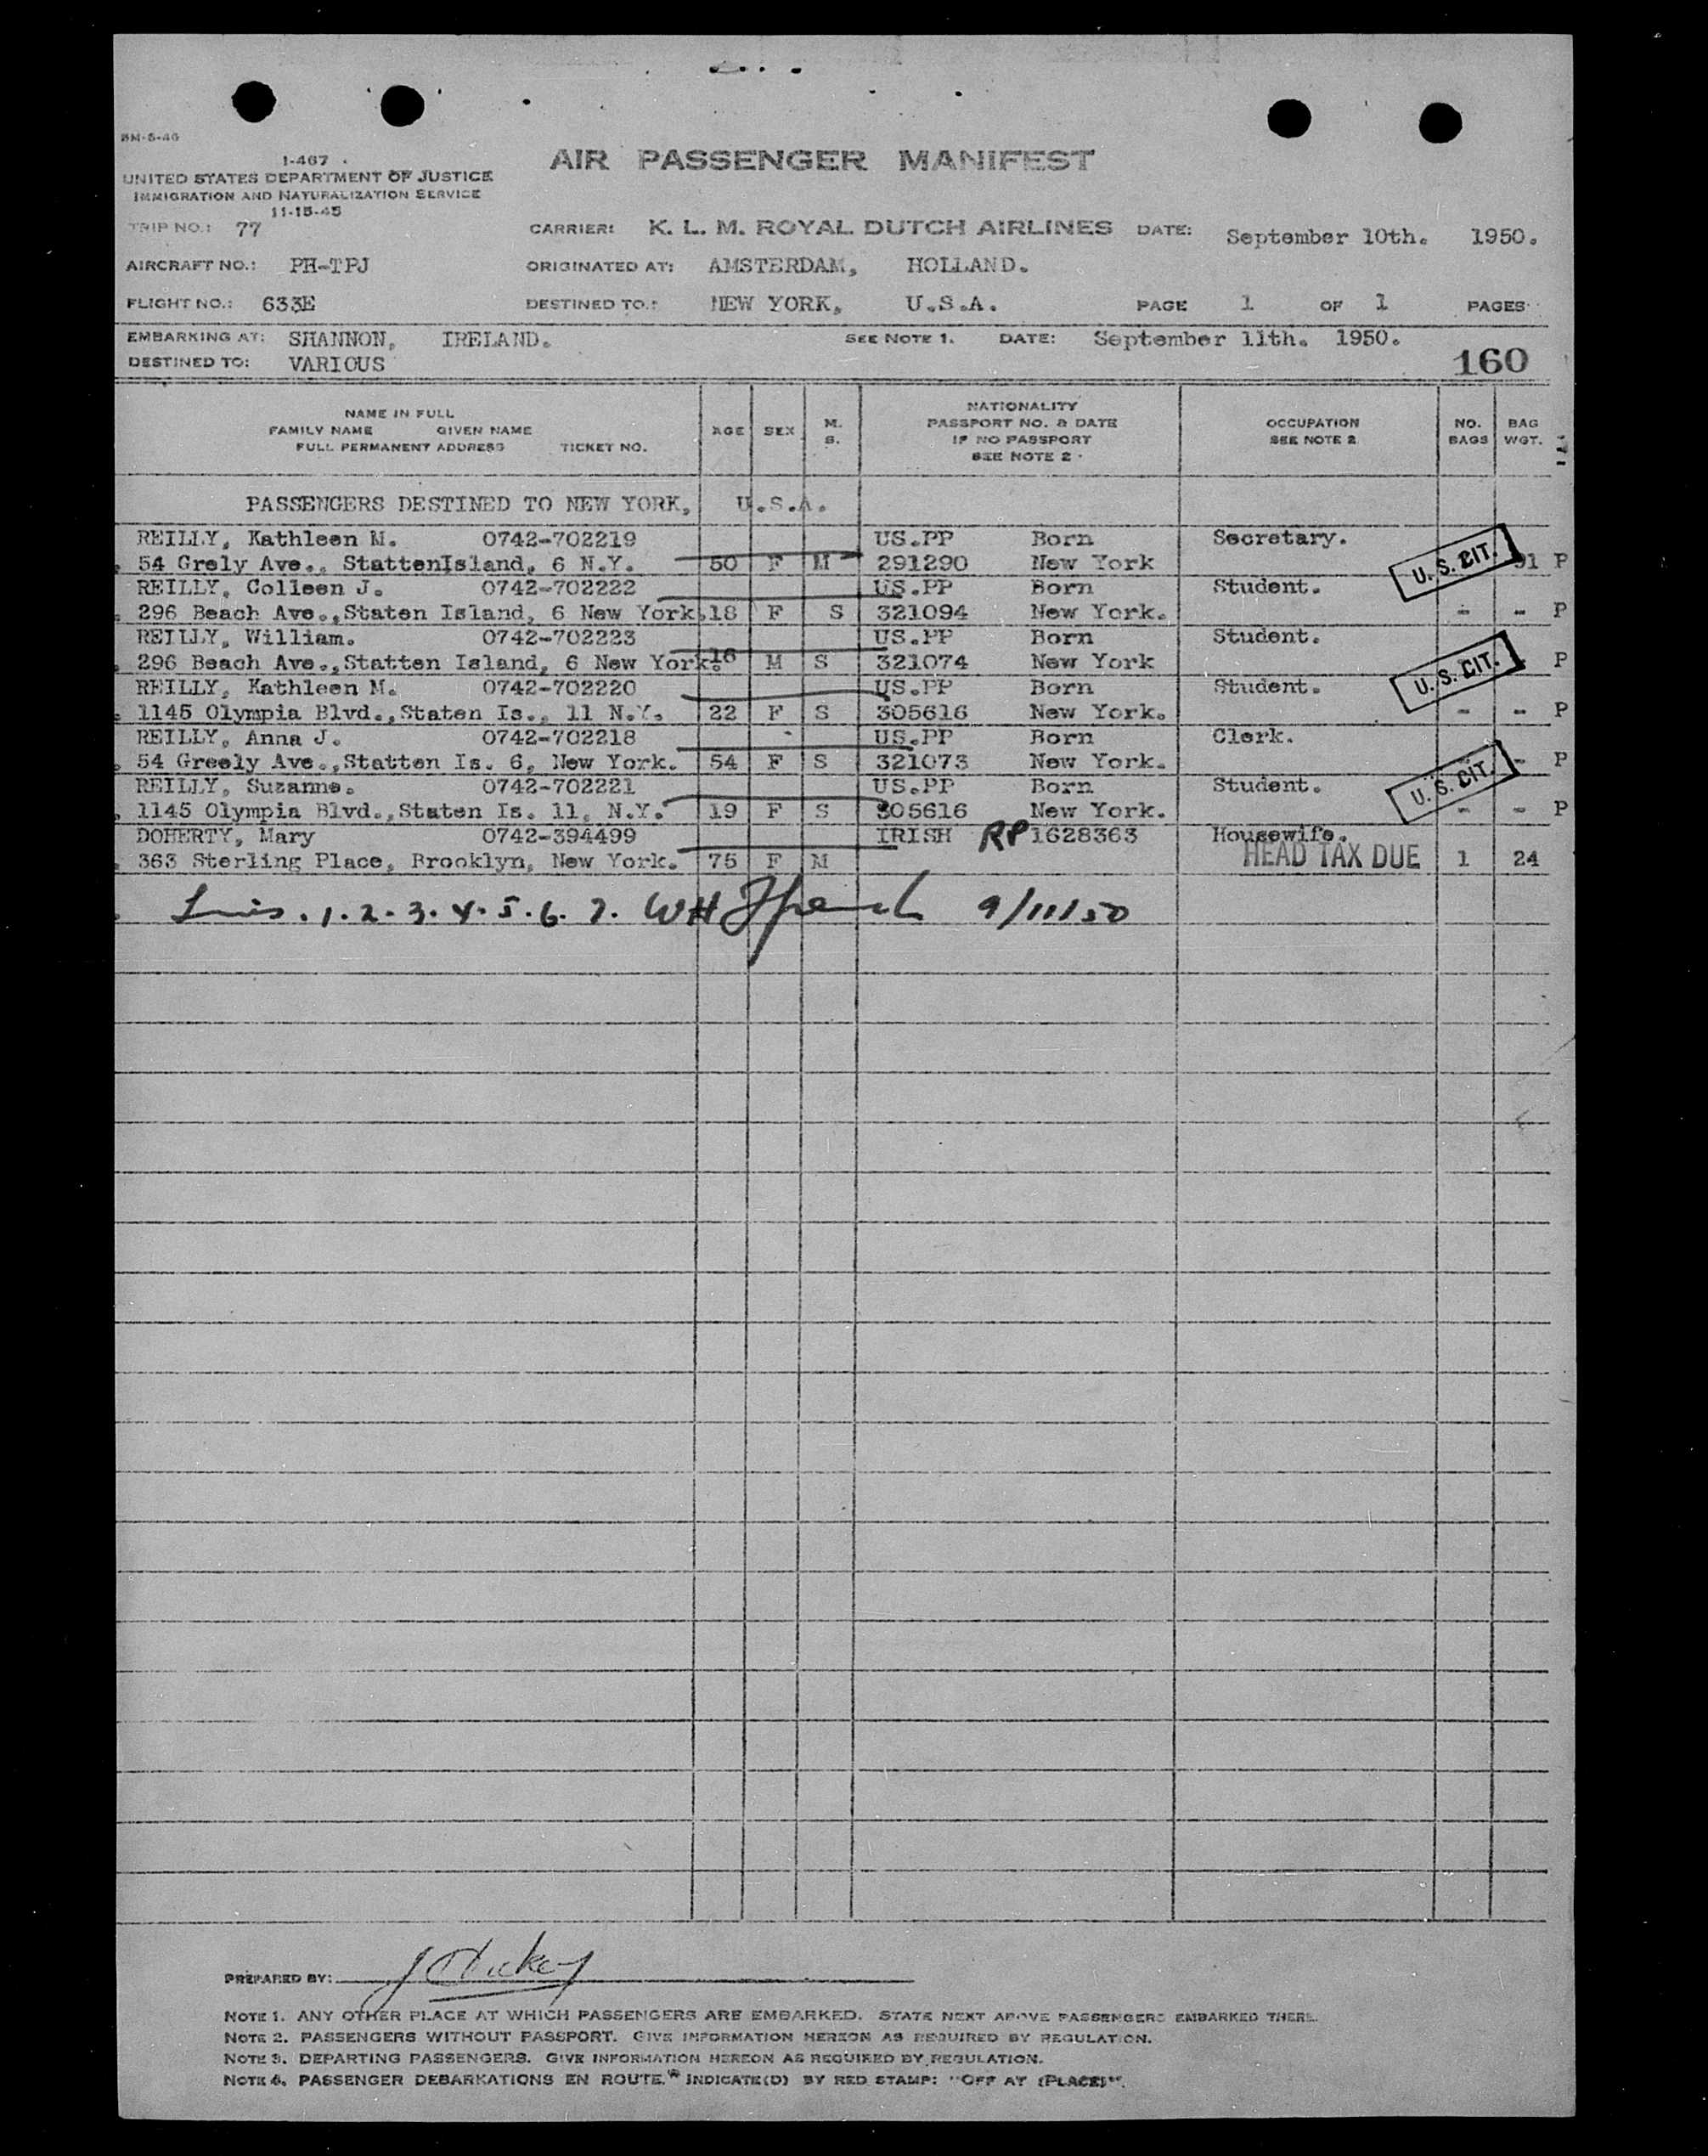 BM-5-46
I-467
UNITED STATES DEPARTMENT OF JUSTICE
IMMIGRATION AND NATURALIZATION SERVICE
11-15-45
AIR PASSENGER MANIFEST
TRIP NO.: 77 CARRIER: K. L. M. ROYAL DUTCH AIRLINES DATE: September 10th. 1950.
AIRCRAFT NO.: PH-TPJ ORIGINATED AT: AMSTERDAM, HOLLAND.
FLIGHT NO.: 633E DESTINED TO.: NEW YORK, U.S.A. PAGE 1 OF 1 PAGES
EMBARKING AT: SHANNON, IRELAND. SEE NOTE 1. DATE: September 11th. 1950.
DESTINED TO: VARIOUS 160
NAME IN FULL
FAMILY NAME GIVEN NAME
FULL PERMANENT ADDRESS TICKET NO.
AGE SEX M. S.
NATIONALITY
PASSPORT NO. & DATE
IF NO PASSPORT
SEE NOTE 2
OCCUPATION
SEE NOTE 2
NO. BAGS
BAG WGT.
PASSENGERS DESTINED TO NEW YORK, U.S.A.
REILLY, Kathleen M. 0742-702219 US.PP Born Secretary.
54 Grely Ave., StattenIsland, 6 N.Y. 50 F M 291290 New York U. S. CIT. 91 P
REILLY, Colleen J. 0742-702222 US.PP Born Student.
296 Beach Ave.,Staten Island, 6 New York. 18 F S 321094 New York. - - P
REILLY, William. 0742-702223 US.PP Born Student.
296 Beach Ave.,Statten Island, 6 New York. 16 M S 321074 New York U. S. CIT. P
REILLY, Kathleen M. 0742-702220 US.PP Born Student.
1145 Olympia Blvd.,Staten Is., 11 N.Y. 22 F S 305616 New York. - - P
REILLY, Anna J. 0742-702218 US.PP Born Clerk.
54 Greely Ave.,Statten Is. 6, New York. 54 F S 321073 New York. - P
REILLY, Suzanne. 0742-702221 US.PP Born Student. U. S. CIT.
1145 Olympia Blvd.,Staten Is. 11, N.Y. 19 F S 305616 New York. - - P
DOHERTY, Mary 0742-394499 IRISH RP 1628363 Housewife.
363 Sterling Place, Brooklyn, New York. 75 F M HEAD TAX DUE 1 24
1. 2. 3. 4. 5. 6. 7. WH 9/11/50
PREPARED BY:
NOTE 1. ANY OTHER PLACE AT WHICH PASSENGERS ARE EMBARKED. STATE NEXT ABOVE PASSENGERS EMBARKED THERE.
NOTE 2. PASSENGERS WITHOUT PASSPORT. GIVE INFORMATION HEREON AS REQUIRED BY REGULATION.
NOTE 3. DEPARTING PASSENGERS. GIVE INFORMATION HEREON AS REQUIRED BY REGULATION.
NOTE 4. PASSENGER DEBARKATIONS EN ROUTE. INDICATE(D) BY RED STAMP: "OFF AT (PLACE)".